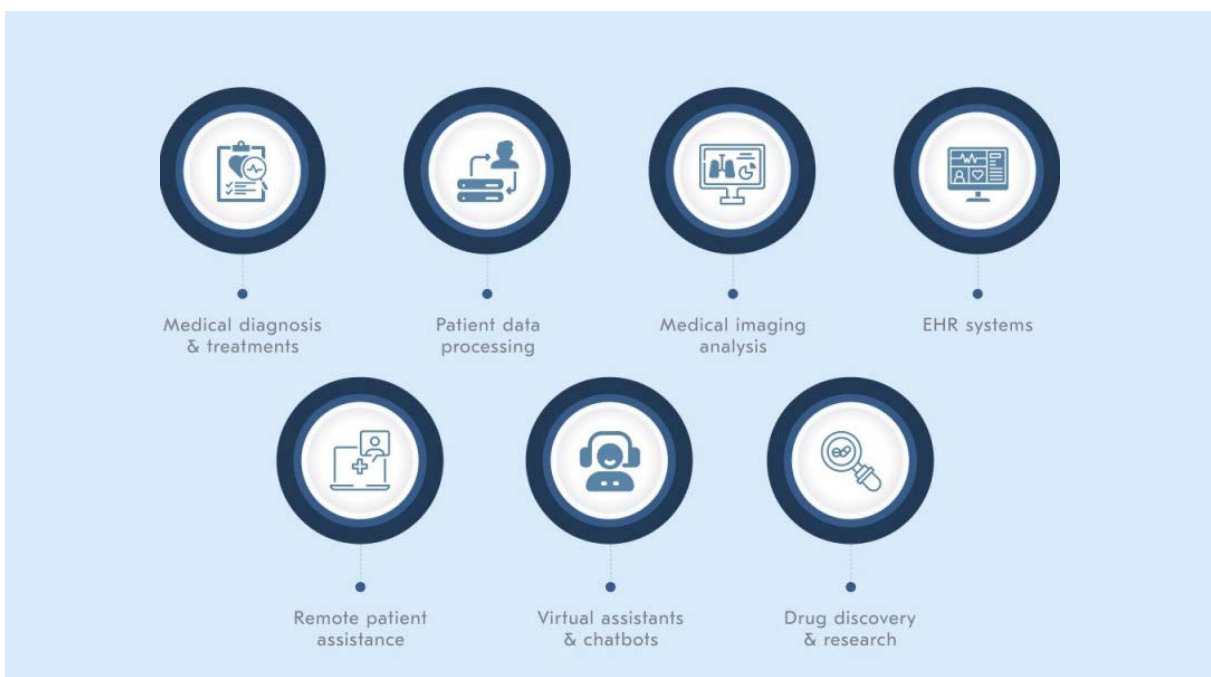 Medical diagnosis
& treatments
Patient data
processing
Medical imaging
analysis
EHR systems
Remote patient
assistance
Virtual assistants
& chatbots
Drug discovery
& research